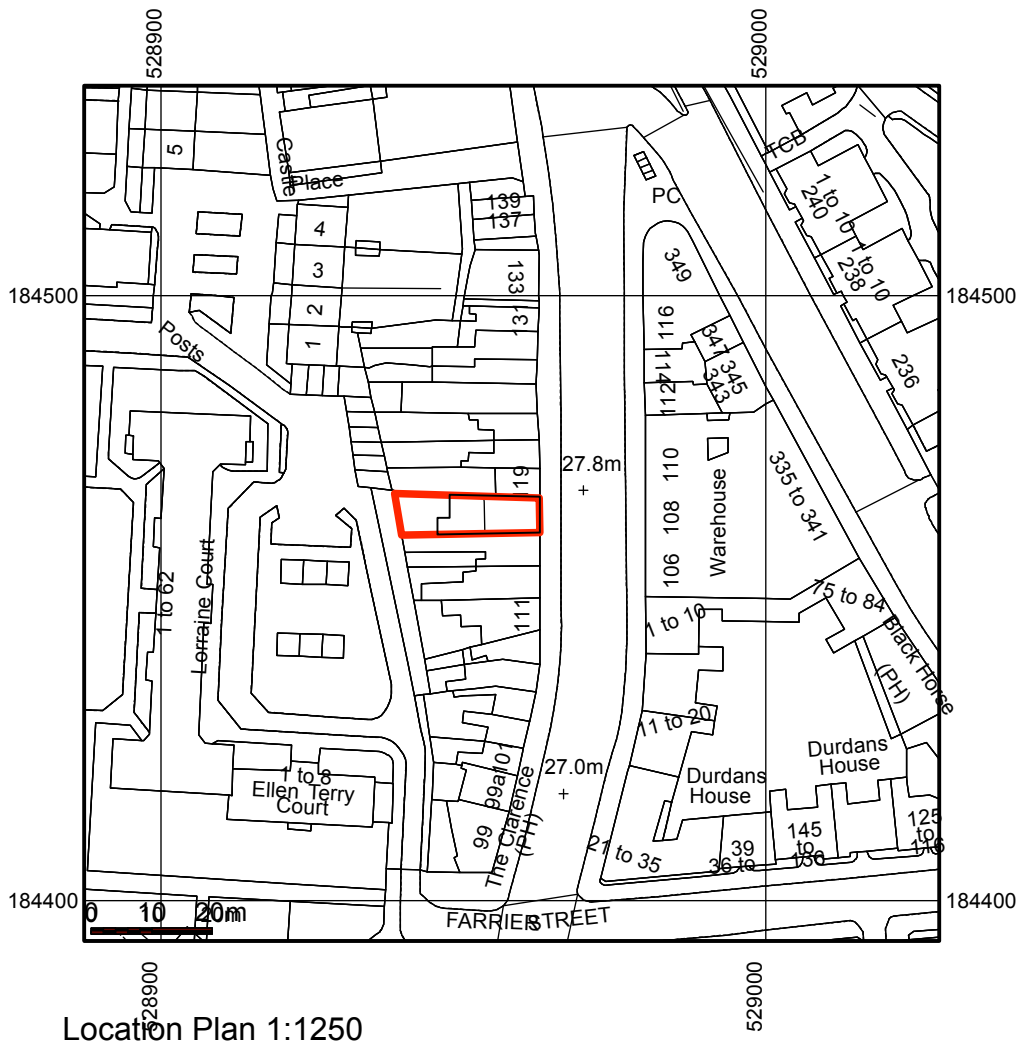 528900
529000
5
Castle
Place
TCB
PC
139
137
1 to 10
240
4
349
1 to 10
238
3
133
184500
184500
2
131
116
Posts
1
347
345
114
343
112
236
27.8m
119
110
335 to 341
108
Warehouse
106
1 to 62
Lorraine Court
111
75 to 84
1 to 10
Black Horse
(PH)
11 to 20
Durdans
House
101
99a
27.0m
Durdans
House
1 to 8
Ellen Terry
Court
The Clarence
(PH)
99
125
to
116
145
to
136
39
36 to
21 to 35
184400
184400
0 10 20m
FARRIER STREET
528900
529000
Location Plan 1:1250